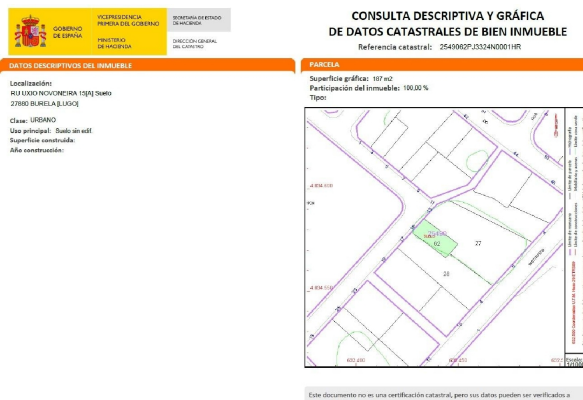 GOBIERNO
DE ESPAÑA
VICEPRESIDENCIA
PRIMERA DEL GOBIERNO
MINISTERIO
DE HACIENDA
SECRETARÍA DE ESTADO
DE HACIENDA
DIRECCIÓN GENERAL
DEL CATASTRO
CONSULTA DESCRIPTIVA Y GRÁFICA
DE DATOS CATASTRALES DE BIEN INMUEBLE
Referencia catastral: 2549062PJ3324N0001HR
DATOS DESCRIPTIVOS DEL INMUEBLE
Localización:
RU UXIO NOVONEIRA 15[A] Suelo
27880 BURELA [LUGO]
Clase: URBANO
Uso principal: Suelo sin edif.
Superficie construida:
Año construcción:
PARCELA
Superficie gráfica: 187 m2
Participación del inmueble: 100,00 %
Tipo:
62
27
28
Este documento no es una certificación catastral, pero sus datos pueden ser verificados a